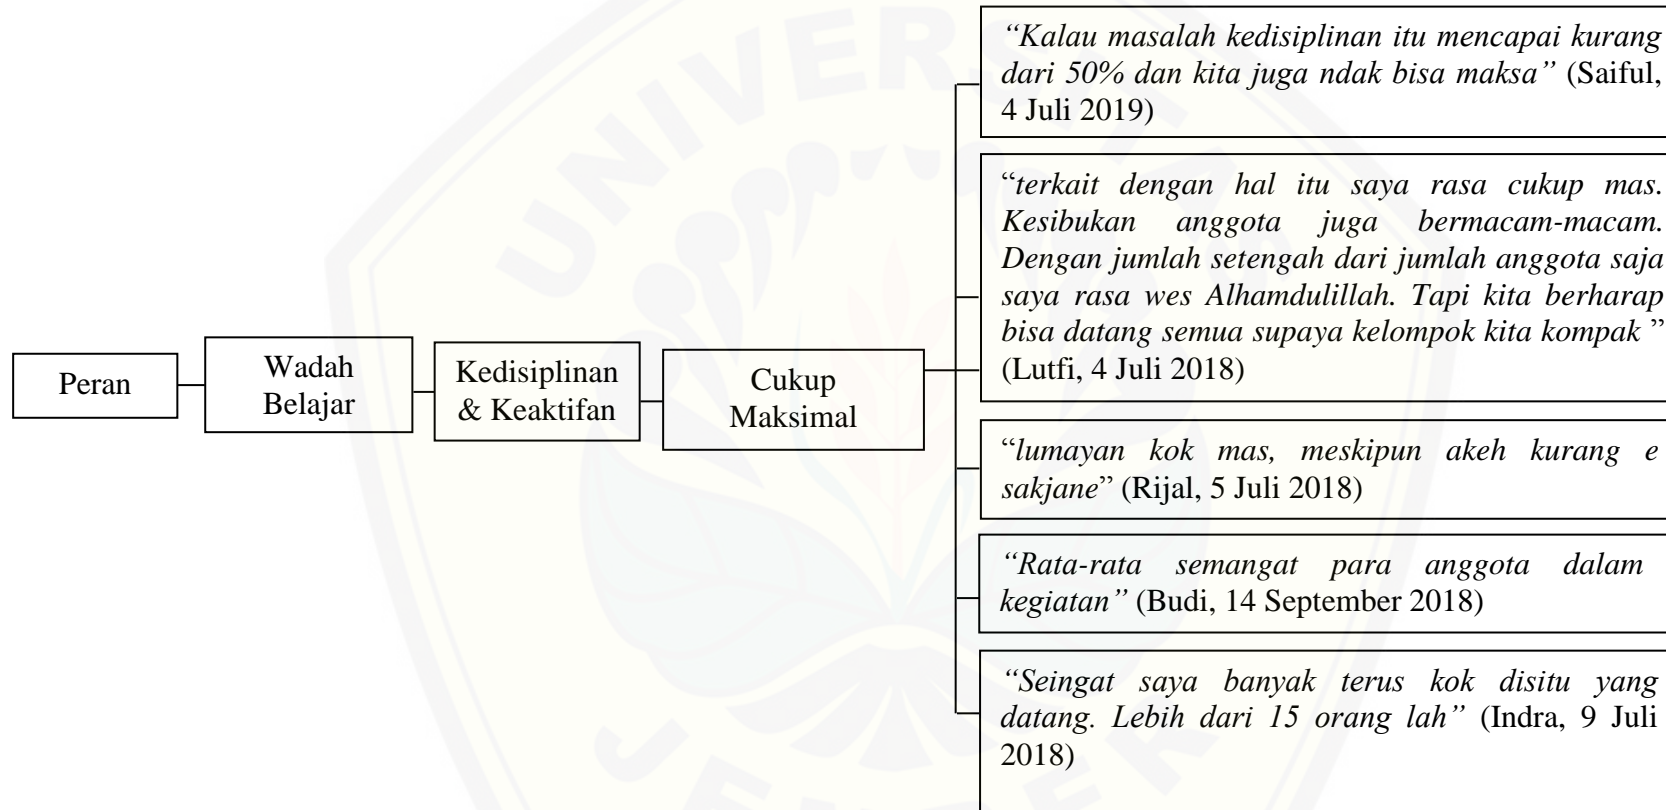 Peran
Wadah
Belajar
Kedisiplinan
& Keaktifan
Cukup
Maksimal
“Kalau masalah kedisiplinan itu mencapai kurang
dari 50% dan kita juga ndak bisa maksa” (Saiful,
4 Juli 2019)
“terkait dengan hal itu saya rasa cukup mas.
Kesibukan anggota juga bermacam-macam.
Dengan jumlah setengah dari jumlah anggota saja
saya rasa wes Alhamdulillah. Tapi kita berharap
bisa datang semua supaya kelompok kita kompak ”
(Lutfi, 4 Juli 2018)
“lumayan kok mas, meskipun akeh kurang e
sakjane” (Rijal, 5 Juli 2018)
“Rata-rata semangat para anggota dalam
kegiatan” (Budi, 14 September 2018)
“Seingat saya banyak terus kok disitu yang
datang. Lebih dari 15 orang lah” (Indra, 9 Juli
2018)
UNIVERSITAS
JEMBER